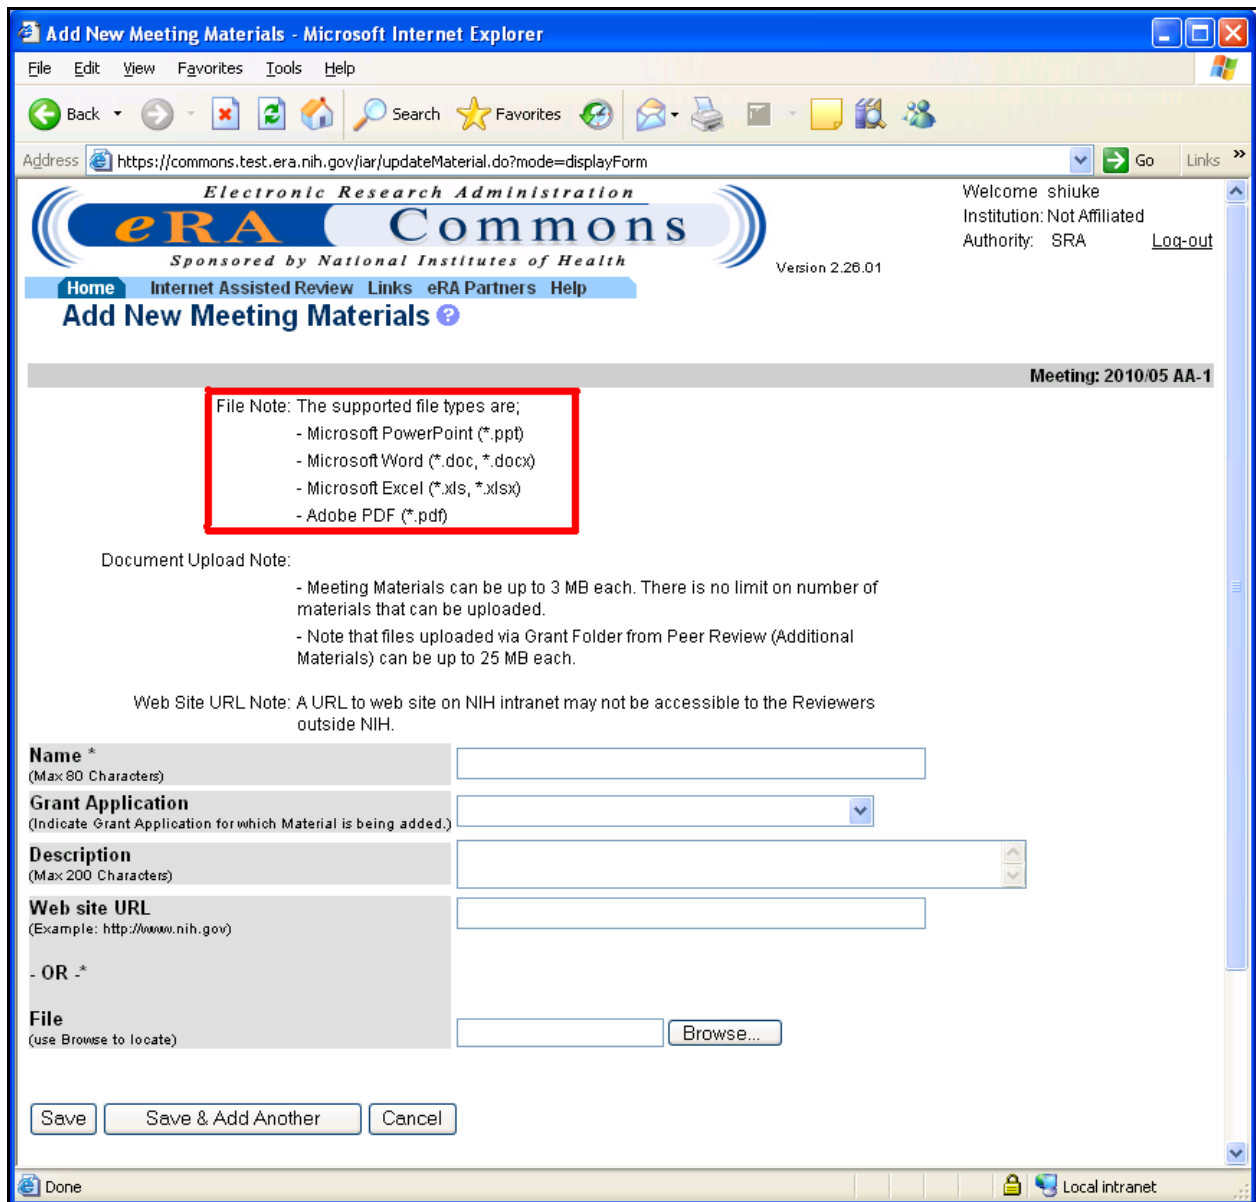 Add New Meeting Materials - Microsoft Internet Explorer
File Edit View Favorites Tools Help
Back Search Favorites
Address https://commons.test.era.nih.gov/iar/updateMaterial.do?mode=displayForm Go Links »
Electronic Research Administration
eRA Commons
Sponsored by National Institutes of Health
Version 2.26.01
Welcome shiuke
Institution: Not Affiliated
Authority: SRA Log-out
Home Internet Assisted Review Links eRA Partners Help
Add New Meeting Materials ?
Meeting: 2010/05 AA-1
File Note: The supported file types are;
- Microsoft PowerPoint (*.ppt)
- Microsoft Word (*.doc, *.docx)
- Microsoft Excel (*.xls, *.xlsx)
- Adobe PDF (*.pdf)
Document Upload Note:
- Meeting Materials can be up to 3 MB each. There is no limit on number of
materials that can be uploaded.
- Note that files uploaded via Grant Folder from Peer Review (Additional
Materials) can be up to 25 MB each.
Web Site URL Note: A URL to web site on NIH intranet may not be accessible to the Reviewers
outside NIH.
Name *
(Max 80 Characters)
Grant Application
(Indicate Grant Application for which Material is being added.)
Description
(Max 200 Characters)
Web site URL
(Example: http://www.nih.gov)
- OR -*
File
(use Browse to locate)
Browse...
Save Save & Add Another Cancel
Done Local intranet